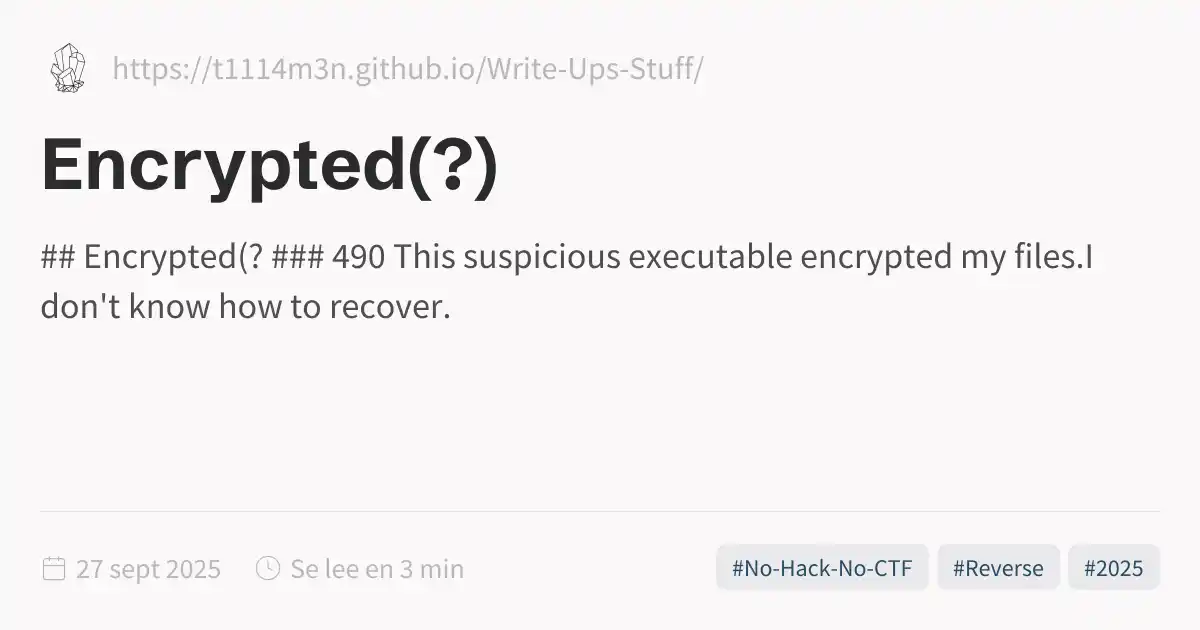 https://t1114m3n.github.io/Write-Ups-Stuff/
Encrypted(?)
## Encrypted(? ### 490 This suspicious executable encrypted my files.I
don't know how to recover.
27 sept 2025 Se lee en 3 min #No-Hack-No-CTF #Reverse #2025